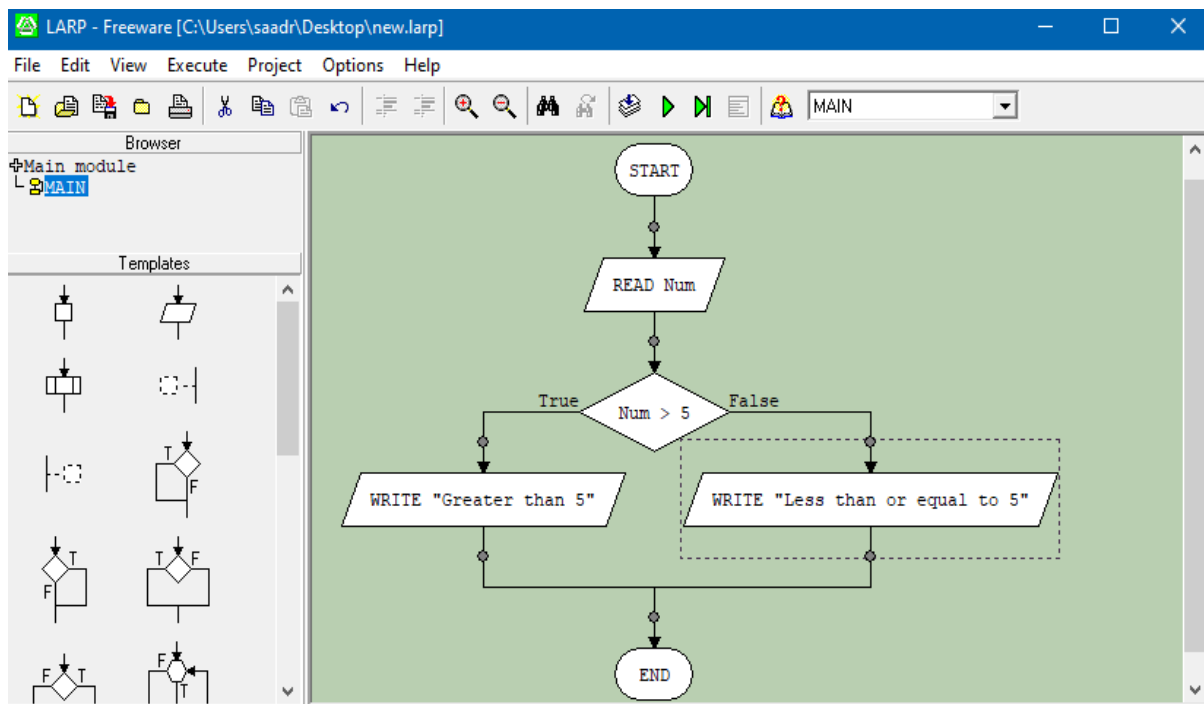 LARP - Freeware [C:\Users\saadr\Desktop\new.larp]
File Edit View Execute Project Options Help
MAIN
Browser
Main module
MAIN
Templates
T
F
T
F
T F
F T
F
T
START
READ Num
True
Num > 5
False
WRITE "Greater than 5"
WRITE "Less than or equal to 5"
END